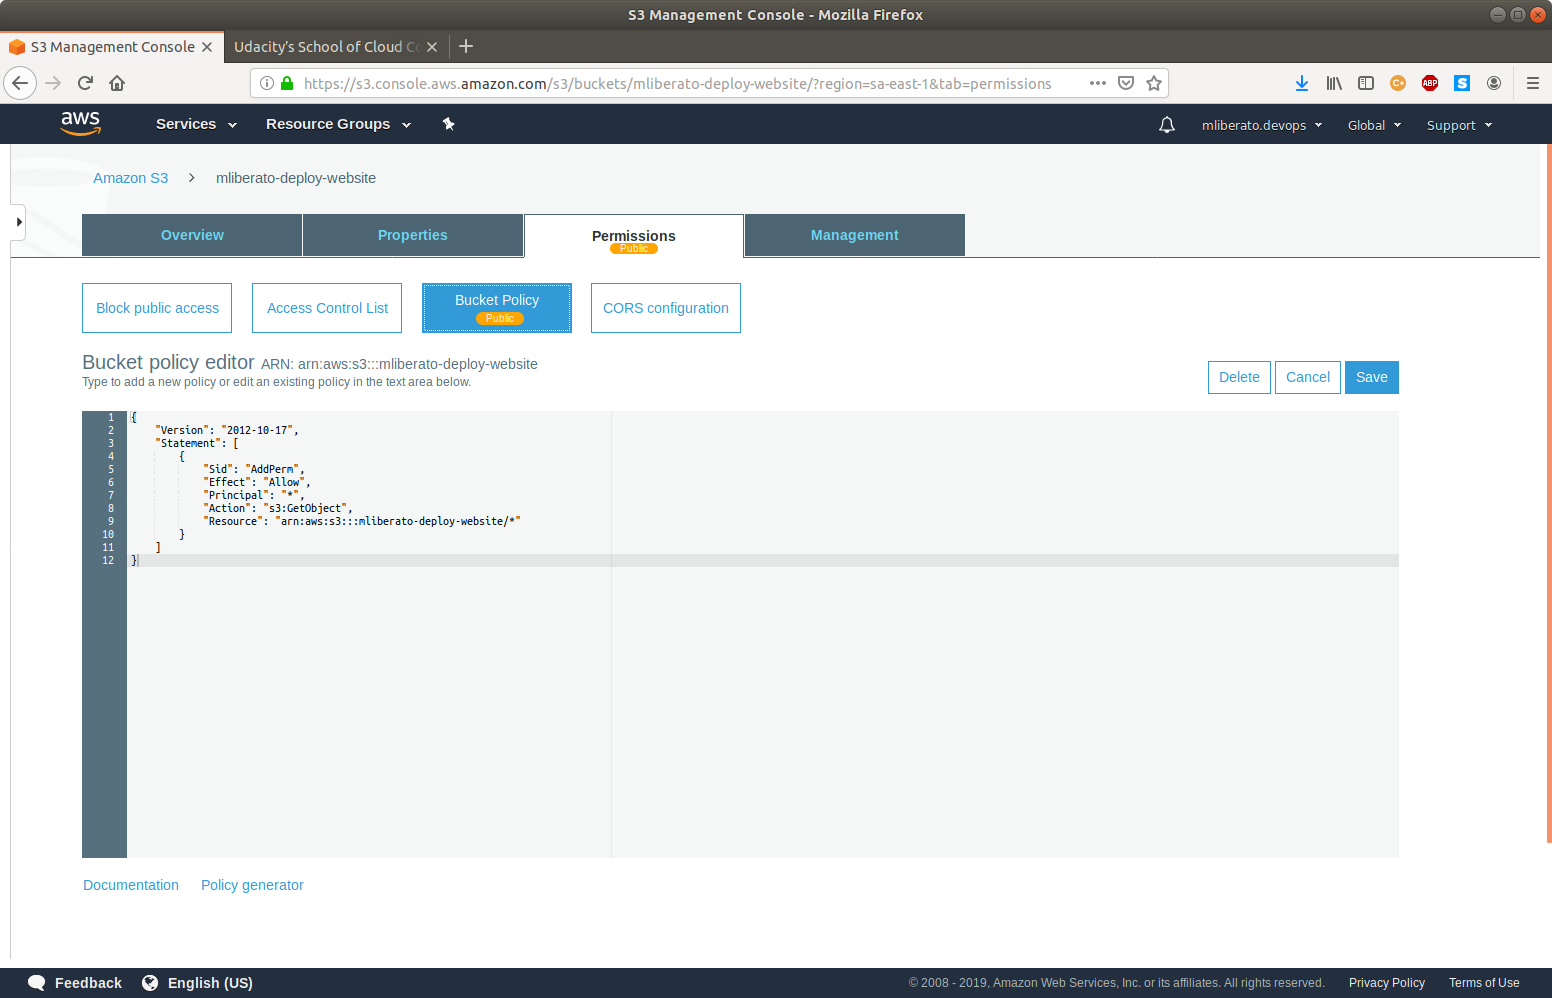 S3 Management Console - Mozilla Firefox
S3 Management Console
Udacity's School of Cloud
https://s3.console.aws.amazon.com/s3/buckets/mliberato-deploy-website/?region=sa-east-1&tab=permissions
C+
ABP
S
aws
Services
Resource Groups
mliberato.devops
Global
Support
Amazon S3
mliberato-deploy-website
Overview
Properties
Permissions
Public
Management
Block public access
Access Control List
Bucket Policy
Public
CORS configuration
Bucket policy editor ARN: arn:aws:s3:::mliberato-deploy-website
Type to add a new policy or edit an existing policy in the text area below.
Delete
Cancel
Save
1 {
2 "Version": "2012-10-17",
3 "Statement": [
4 {
5 "Sid": "AddPerm",
6 "Effect": "Allow",
7 "Principal": "*",
8 "Action": "s3:GetObject",
9 "Resource": "arn:aws:s3:::mliberato-deploy-website/*"
10 }
11 ]
12 }
Documentation
Policy generator
Feedback
English (US)
© 2008 - 2019, Amazon Web Services, Inc. or its affiliates. All rights reserved.
Privacy Policy
Terms of Use